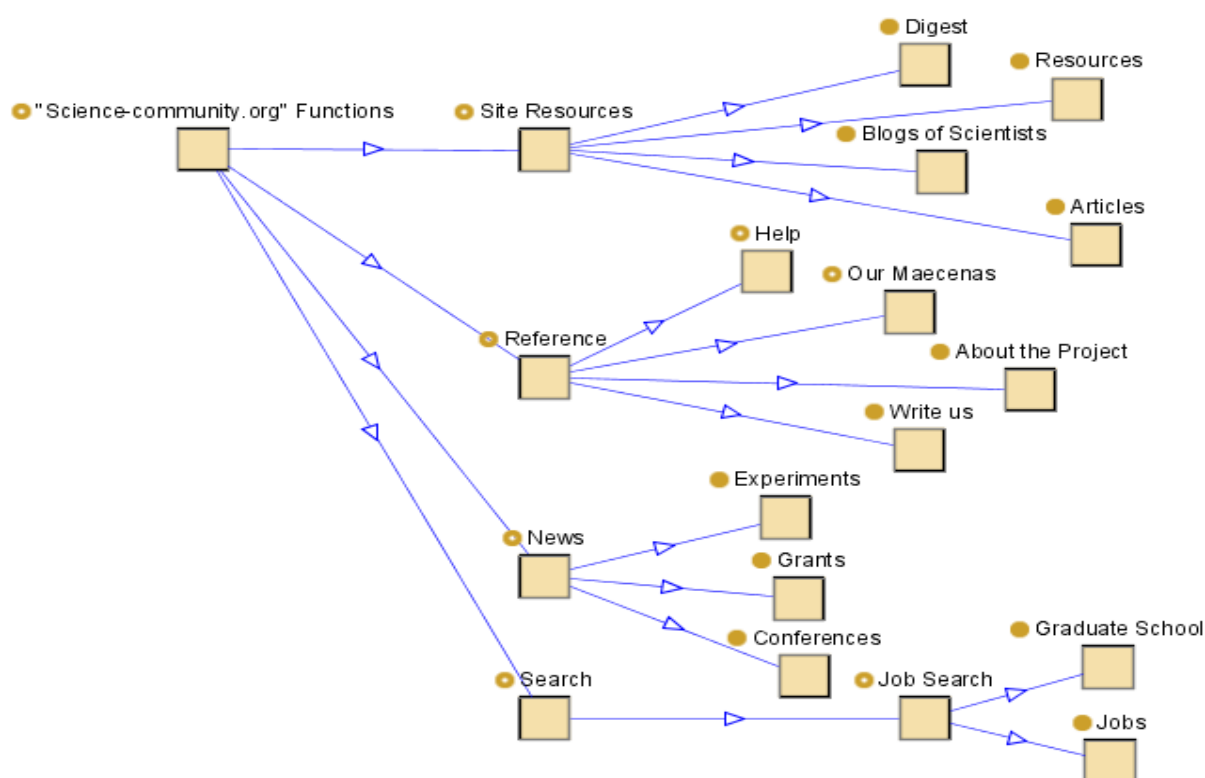 Digest
Resources
"Science-community.org" Functions
Site Resources
Blogs of Scientists
Articles
Help
Our Maecenas
Reference
About the Project
Write us
Experiments
News
Grants
Conferences
Graduate School
Search
Job Search
Jobs